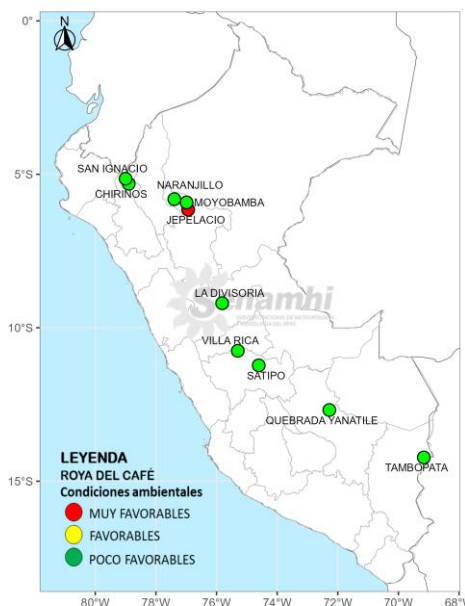 N
0°
SAN IGNACIO
NARANJILLO
5°S
CHIRINOS
MOYOBAMBA
JEPELACIO
LA DIVISORIA
Senamhi
10°S
VILLA RICA
SATIPO
QUEBRADA YANATILE
LEYENDA
TAMBOPATA
ROYA DEL CAFÉ
15°S
Condiciones ambientales
MUY FAVORABLES
FAVORABLES
POCO FAVORABLES
80°W 78°W 76°W 74°W 72°W 70°W 68°W